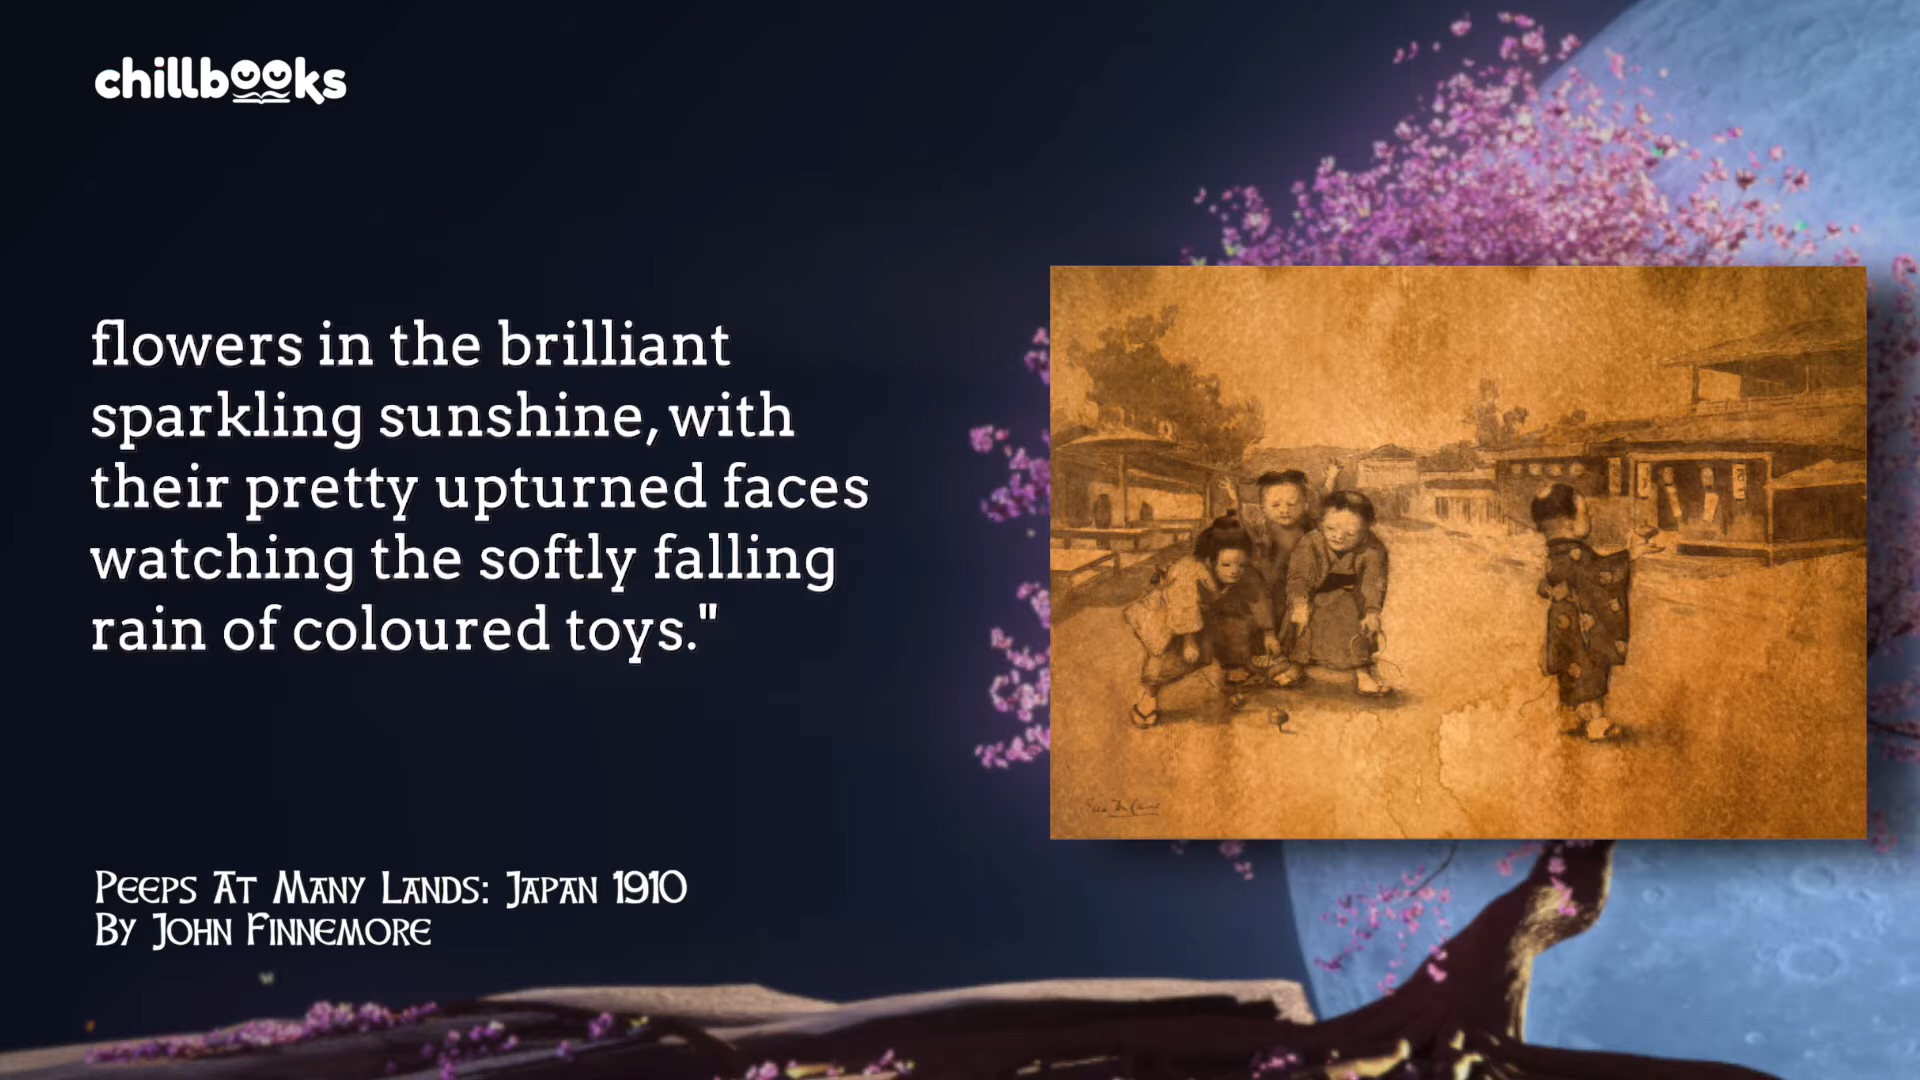 chillbooks
flowers in the brilliant
sparkling sunshine, with
their pretty upturned faces
watching the softly falling
rain of coloured toys."
Peeps At Many Lands: Japan 1910
By John Finnemore